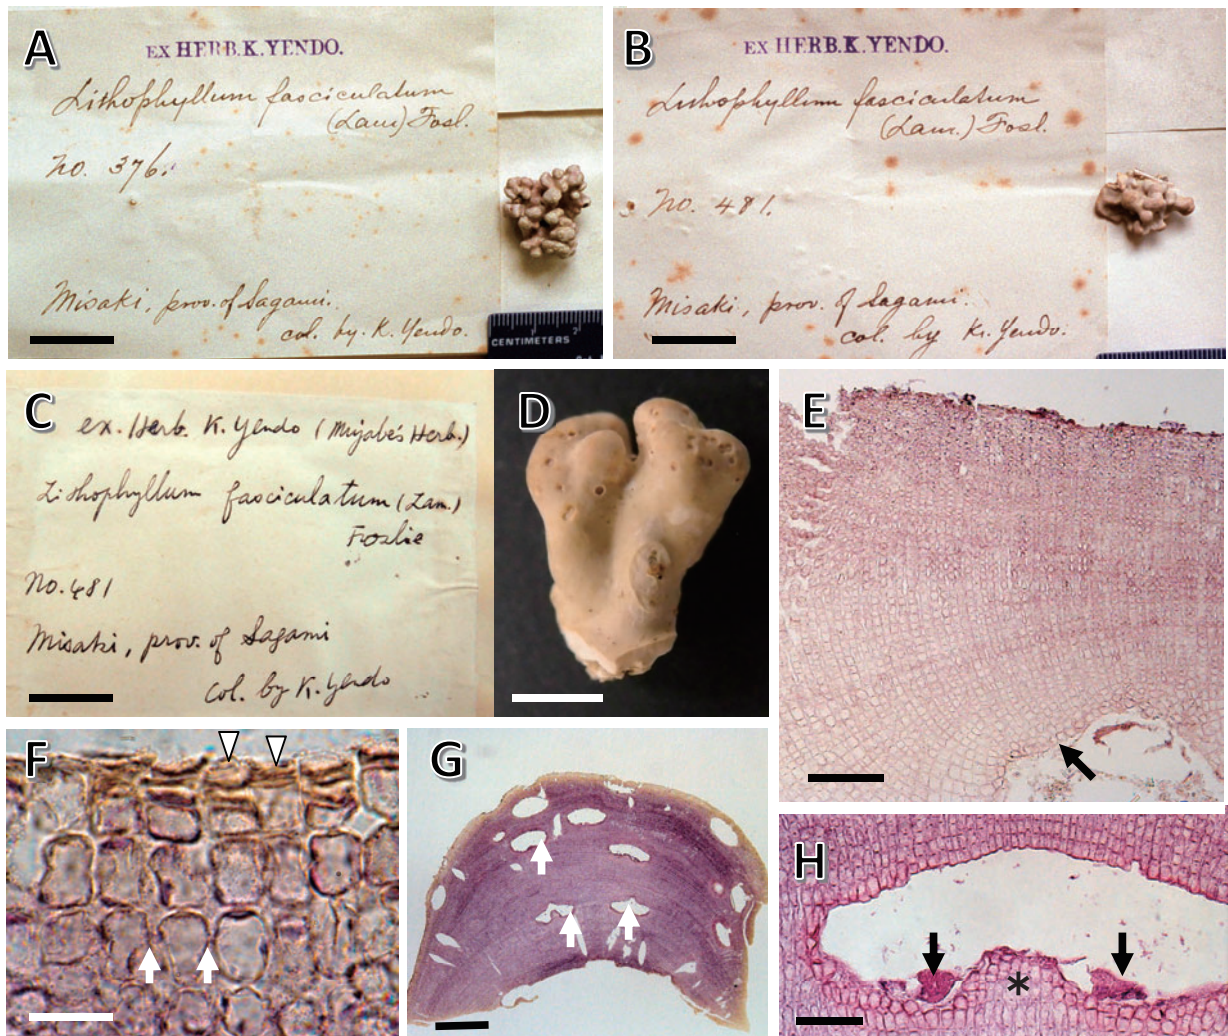 A
EX HERB. K. YENDO.
Lithophyllum fasciculatum
(Lam) Fosl.
No. 376.
Misaki, prov. of Sagami.
col. by. K. Yendo.
CENTIMETERS
2
B
EX HERB. K. YENDO.
Lithophyllum fasciculatum
(Lam.) Fosl.
No. 481.
Misaki, prov. of Sagami.
col. by K. Yendo.
C
ex. Herb. K. Yendo (Miyabe's Herb.)
Lithophyllum fasciculatum (Lam.)
Foslie
No. 481
Misaki, prov. of Sagami
Col. by K. Yendo
D
E
F
G
H
*